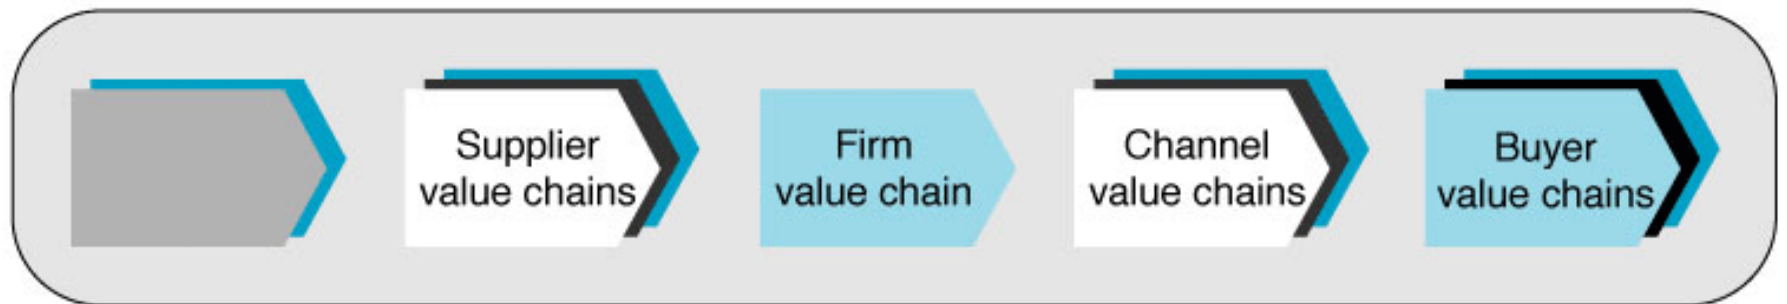 Supplier
value chains
Firm
value chain
Channel
value chains
Buyer
value chains